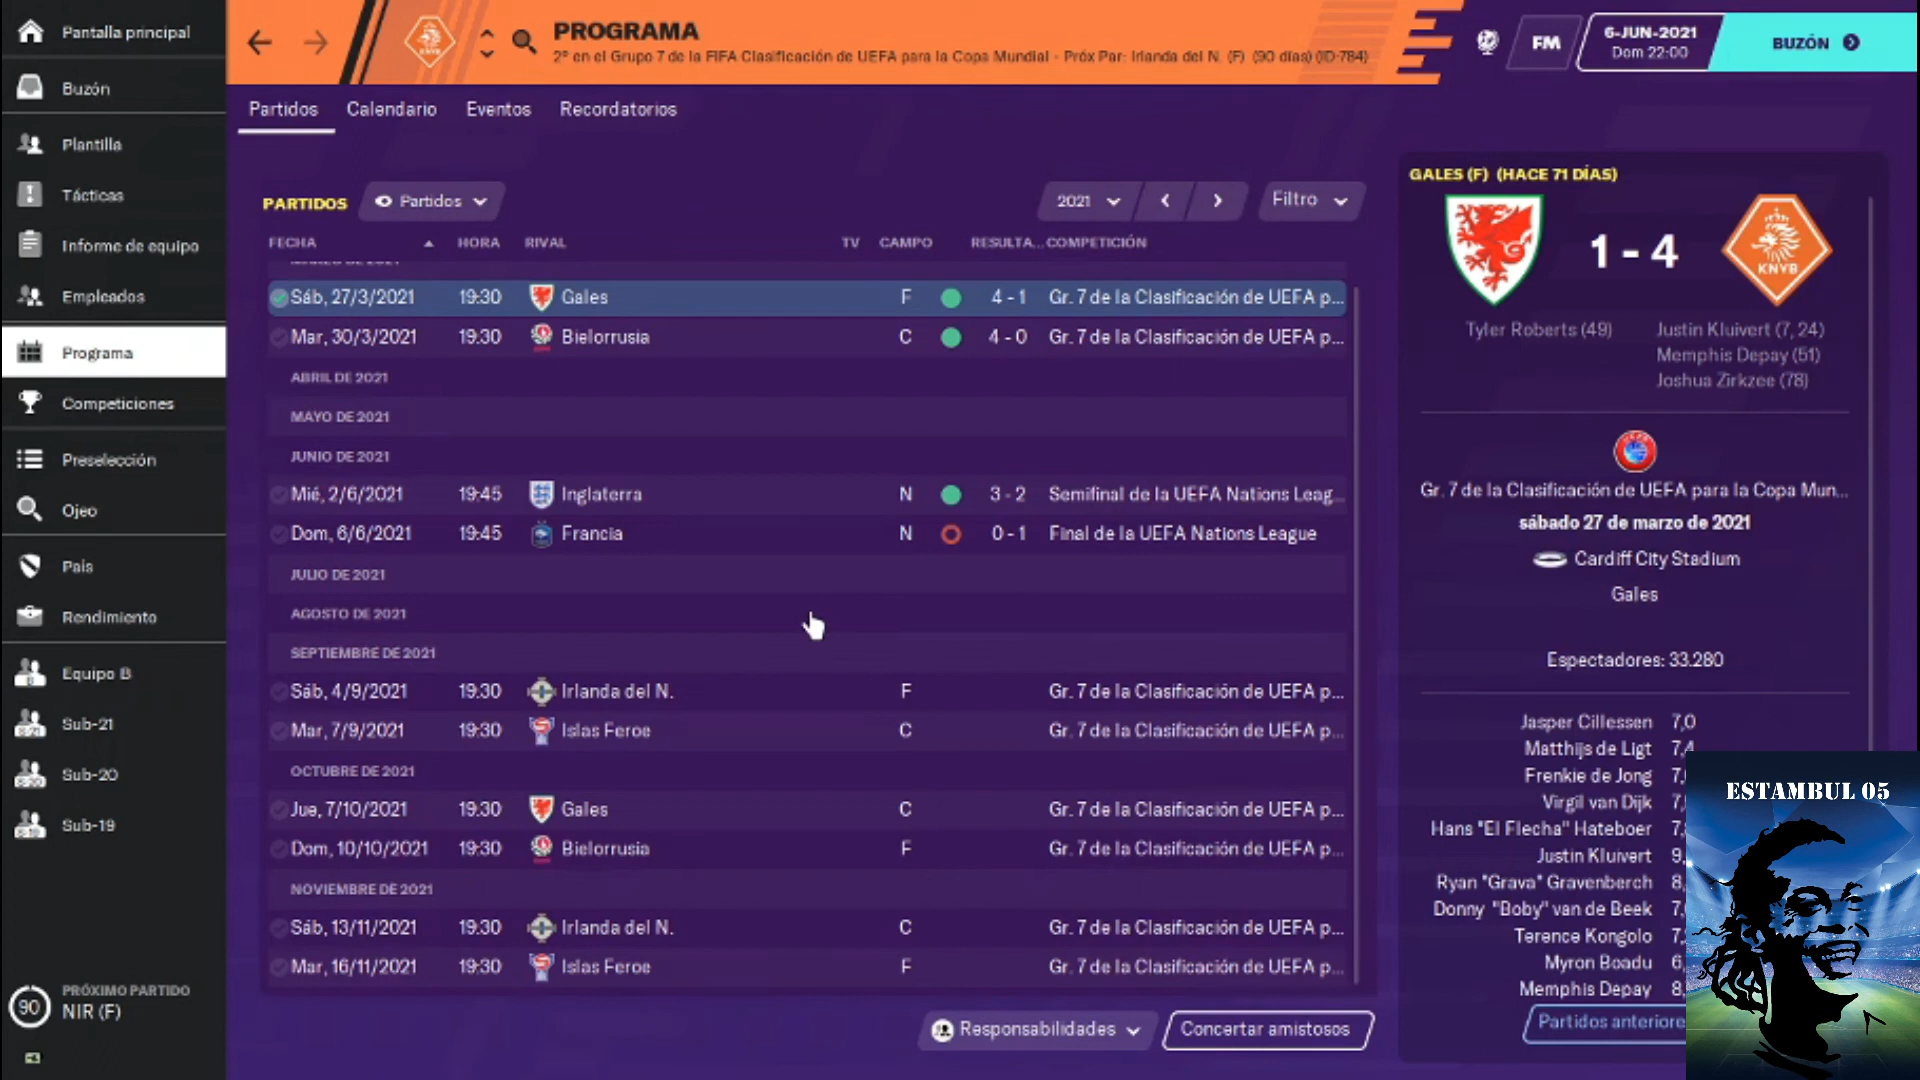 Pantalla principal
Buzón
Plantilla
Tácticas
Informe de equipo
Empleados
Programa
Competiciones
Preselección
Ojeo
País
Rendimiento
Equipo B
Sub-21
Sub-20
Sub-19
90
PRÓXIMO PARTIDO
NIR (F)
KNVB
PROGRAMA
2º en el Grupo 7 de la FIFA Clasificación de UEFA para la Copa Mundial - Próx Par: Irlanda del N. (F) (90 días) (ID-784)
FM
6-JUN-2021
Dom 22:00
BUZÓN
Partidos Calendario Eventos Recordatorios
PARTIDOS Partidos 2021 Filtro
FECHA HORA RIVAL TV CAMPO RESULTA... COMPETICIÓN
Sáb, 27/3/2021 19:30 Gales F 4 - 1 Gr. 7 de la Clasificación de UEFA p...
Mar, 30/3/2021 19:30 Bielorrusia C 4 - 0 Gr. 7 de la Clasificación de UEFA p...
ABRIL DE 2021
MAYO DE 2021
JUNIO DE 2021
Mié, 2/6/2021 19:45 Inglaterra N 3 - 2 Semifinal de la UEFA Nations Leag...
Dom, 6/6/2021 19:45 Francia N 0 - 1 Final de la UEFA Nations League
JULIO DE 2021
AGOSTO DE 2021
SEPTIEMBRE DE 2021
Sáb, 4/9/2021 19:30 Irlanda del N. F Gr. 7 de la Clasificación de UEFA p...
Mar, 7/9/2021 19:30 Islas Feroe C Gr. 7 de la Clasificación de UEFA p...
OCTUBRE DE 2021
Jue, 7/10/2021 19:30 Gales C Gr. 7 de la Clasificación de UEFA p...
Dom, 10/10/2021 19:30 Bielorrusia F Gr. 7 de la Clasificación de UEFA p...
NOVIEMBRE DE 2021
Sáb, 13/11/2021 19:30 Irlanda del N. C Gr. 7 de la Clasificación de UEFA p...
Mar, 16/11/2021 19:30 Islas Feroe F Gr. 7 de la Clasificación de UEFA p...
Responsabilidades Concertar amistosos
GALES (F) (HACE 71 DÍAS)
1 - 4
KNVB
Tyler Roberts (49) Justin Kluivert (7, 24)
Memphis Depay (51)
Joshua Zirkzee (78)
UEFA
Gr. 7 de la Clasificación de UEFA para la Copa Mun...
sábado 27 de marzo de 2021
Cardiff City Stadium
Gales
Espectadores: 33.280
Jasper Cillessen 7,0
Matthijs de Ligt 7,4
Frenkie de Jong 7,
Virgil van Dijk 7,
Hans "El Flecha" Hateboer 7,
Justin Kluivert 9,
Ryan "Grava" Gravenberch 8,
Donny "Boby" van de Beek 7,
Terence Kongolo 7,
Myron Boadu 6,
Memphis Depay 8,
Partidos anteriore
ESTAMBUL 05